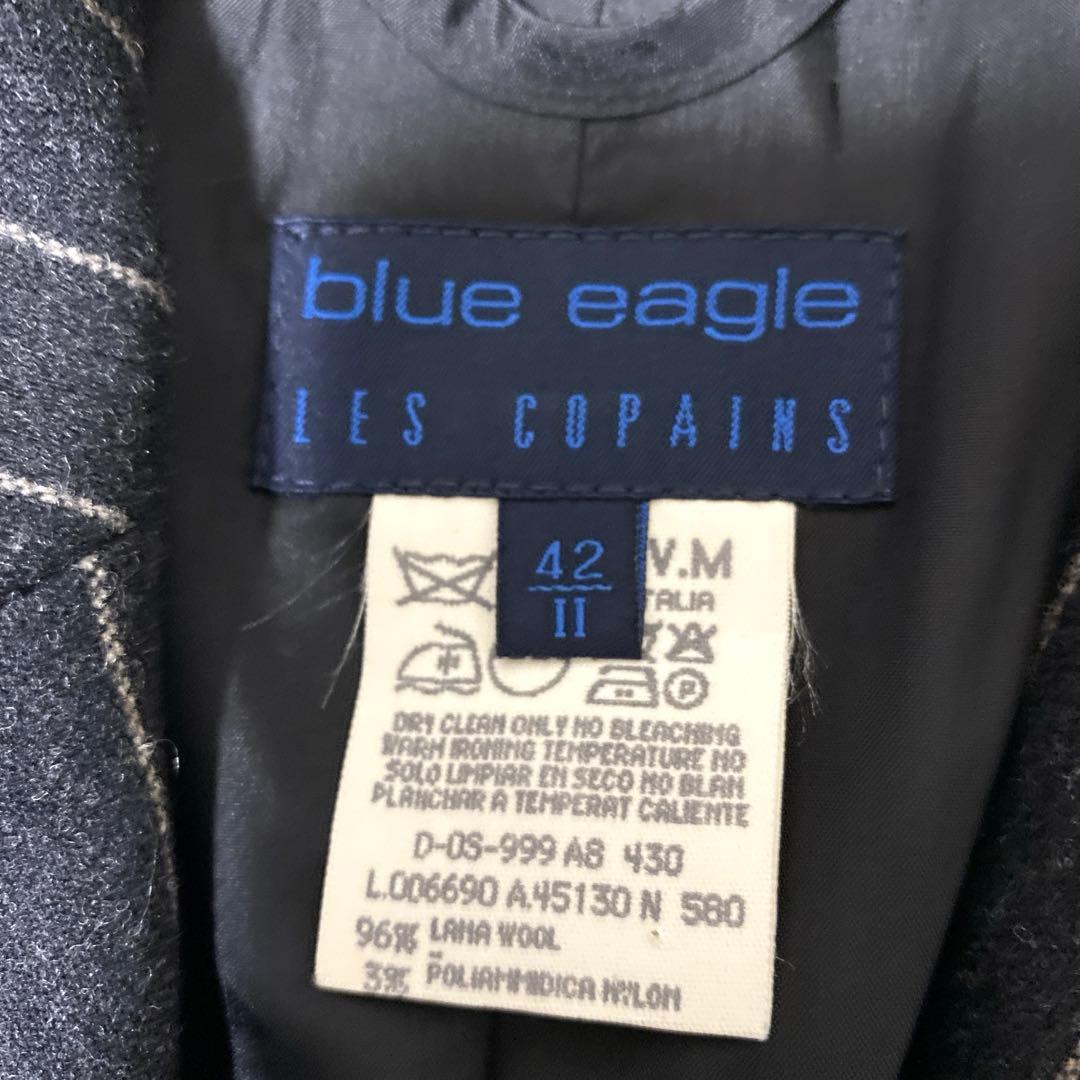 blue eagle
LES COPAINS
42
II
V.M
TALIA
P
DRY CLEAN ONLY NO BLEACHING
WARM IRONING TEMPERATURE NO
SOLO LIMPIAR EN SECO NO BLAN
PLANCHAR A TEMPERAT CALIENTE
D-OS-999 A8 430
L.006690 A.45130 N 580
96% LANA WOOL
3% POLIAMMIDICA NYLON